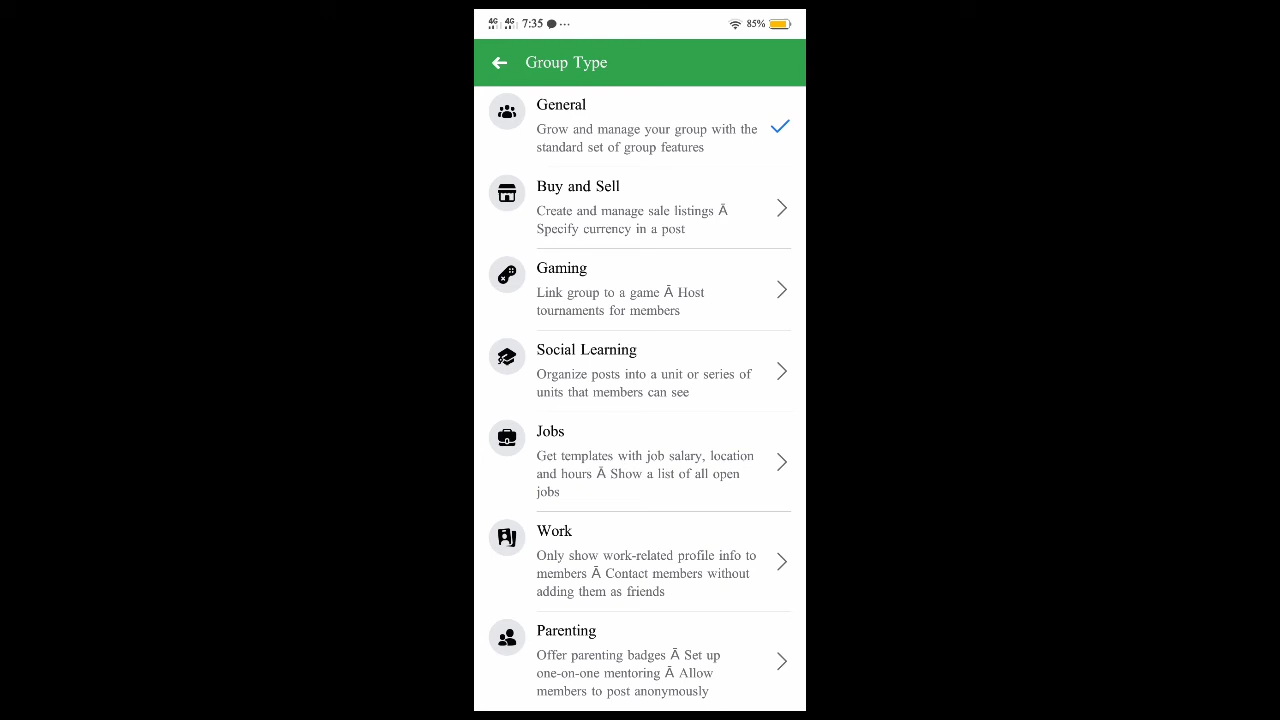 4G 4G 7:35 ... 85%
Group Type
General
Grow and manage your group with the
standard set of group features
Buy and Sell
Create and manage sale listings Ā
Specify currency in a post
Gaming
Link group to a game Ā Host
tournaments for members
Social Learning
Organize posts into a unit or series of
units that members can see
Jobs
Get templates with job salary, location
and hours Ā Show a list of all open
jobs
Work
Only show work-related profile info to
members Ā Contact members without
adding them as friends
Parenting
Offer parenting badges Ā Set up
one-on-one mentoring Ā Allow
members to post anonymously